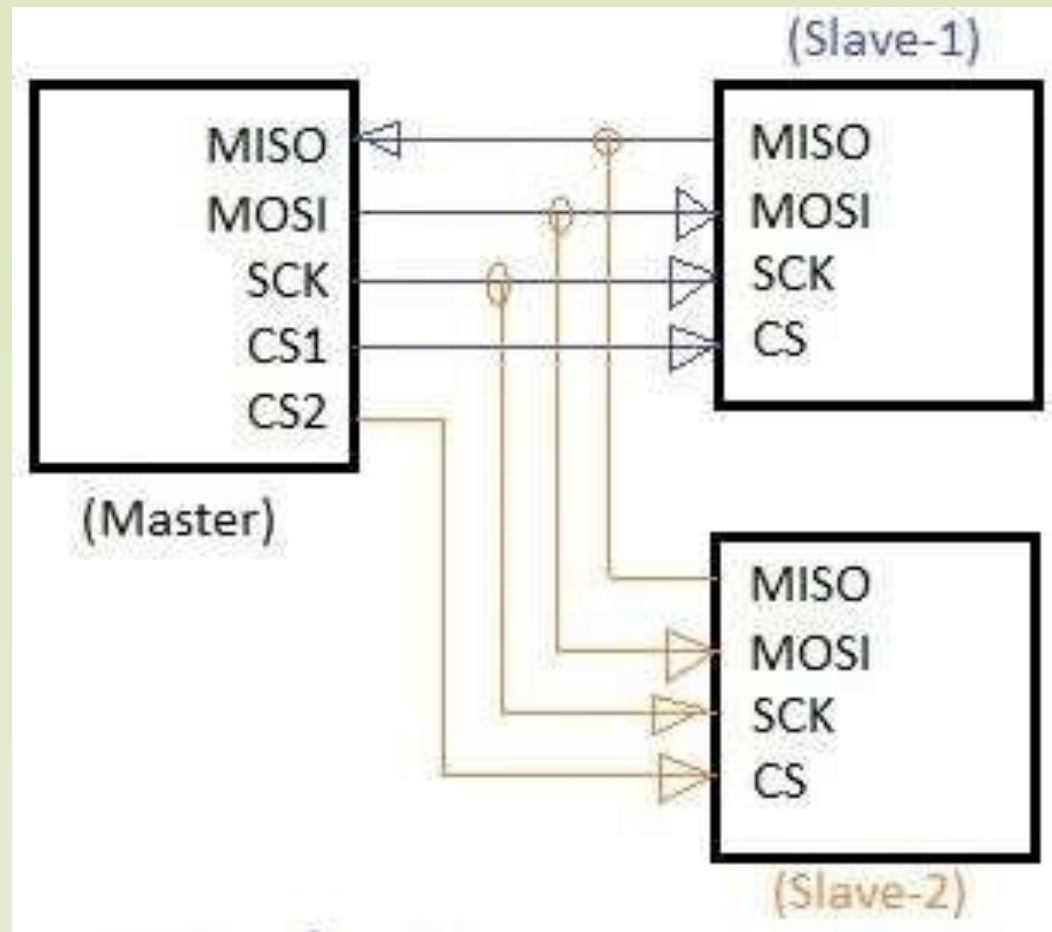 (Slave-1)
MISO
MOSI
SCK
CS1
CS2
(Master)
MISO
MOSI
SCK
CS
MISO
MOSI
SCK
CS
(Slave-2)